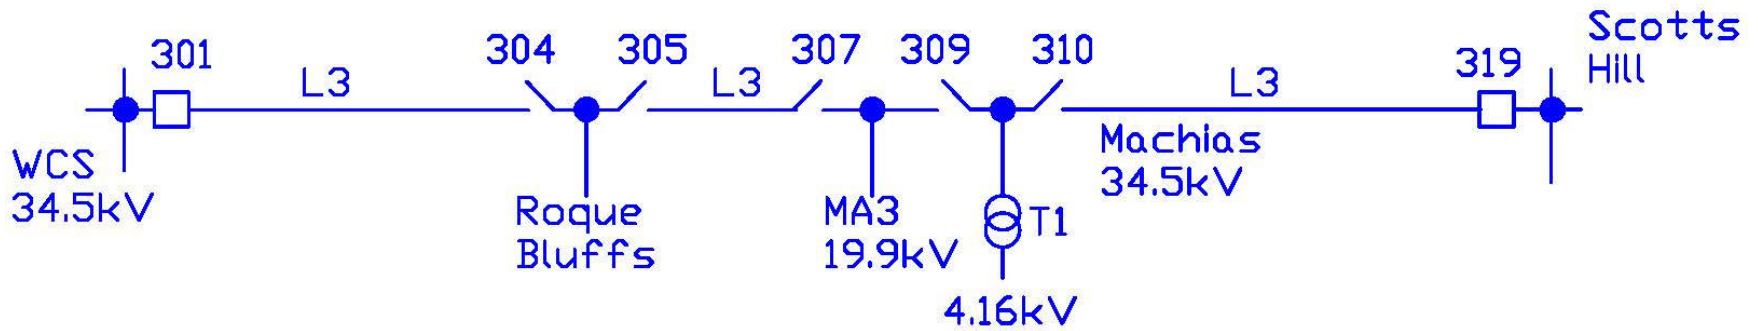 301
L3
304
305
L3
307
309
310
L3
319
Scotts
Hill
WCS
34.5kV
Roque
Bluffs
MA3
19.9kV
T1
4.16kV
Machias
34.5kV